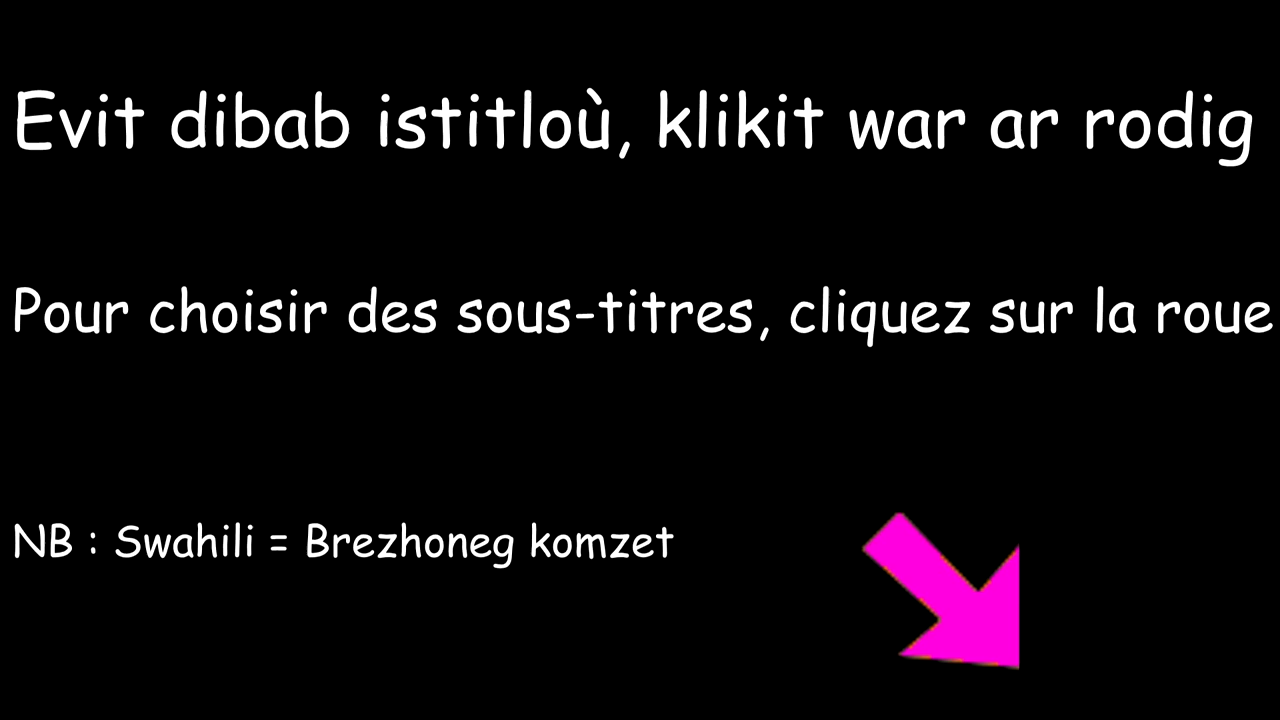 Evit dibab istitloù, klikit war ar rodig
Pour choisir des sous-titres, cliquez sur la roue
NB : Swahili = Brezhoneg komzet